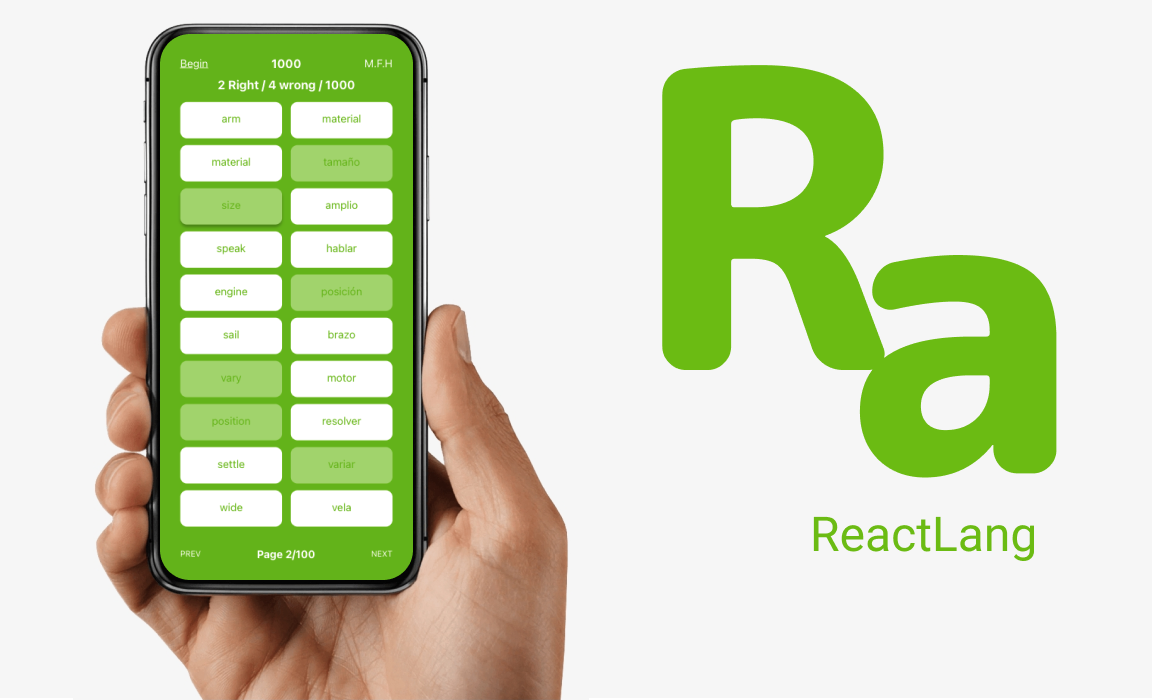 Begin 1000 M.F.H
2 Right / 4 wrong / 1000
arm material
material tamaño
size amplio
speak hablar
engine posición
sail brazo
vary motor
position resolver
settle variar
wide vela
PREV Page 2/100 NEXT
Ra
ReactLang